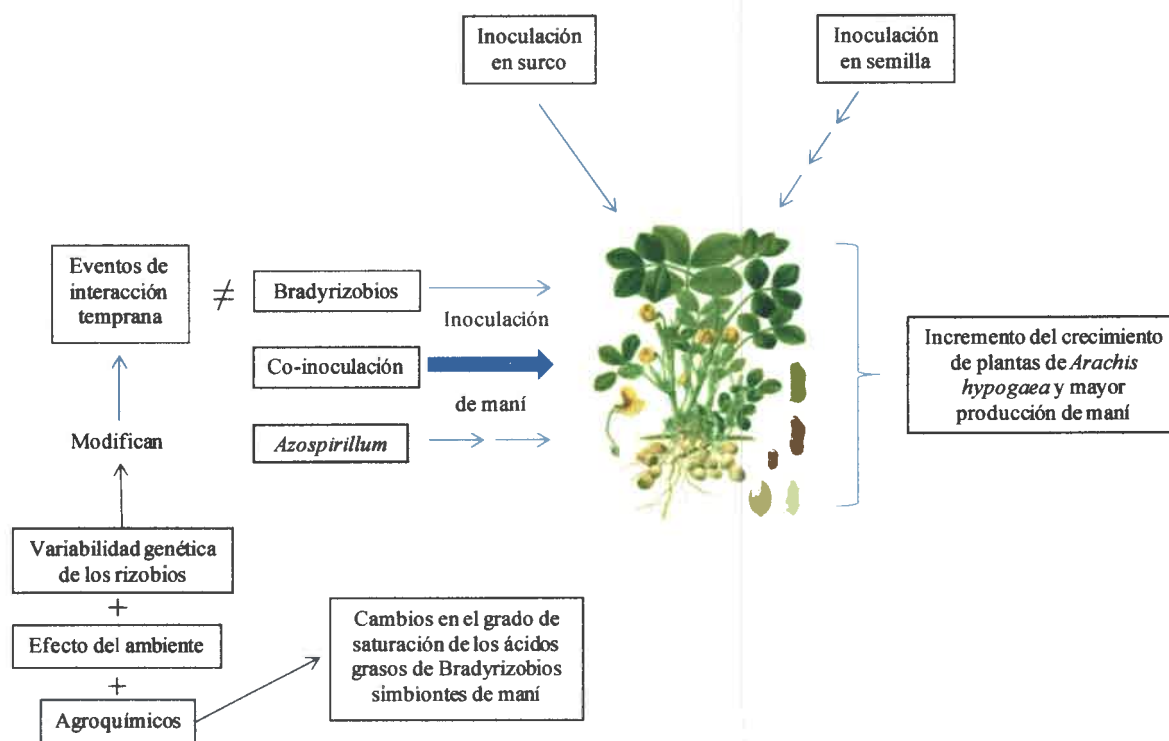 Inoculación
en surco
Inoculación
en semilla
Eventos de
interacción
temprana
≠
Bradyrizobios
Inoculación
Co-inoculación
de maní
Azospirillum
Incremento del crecimiento
de plantas de Arachis
hypogaea y mayor
producción de maní
Modifican
Variabilidad genética
de los rizobios
+
Efecto del ambiente
+
Agroquímicos
Cambios en el grado de
saturación de los ácidos
grasos de Bradyrizobios
simbiontes de maní